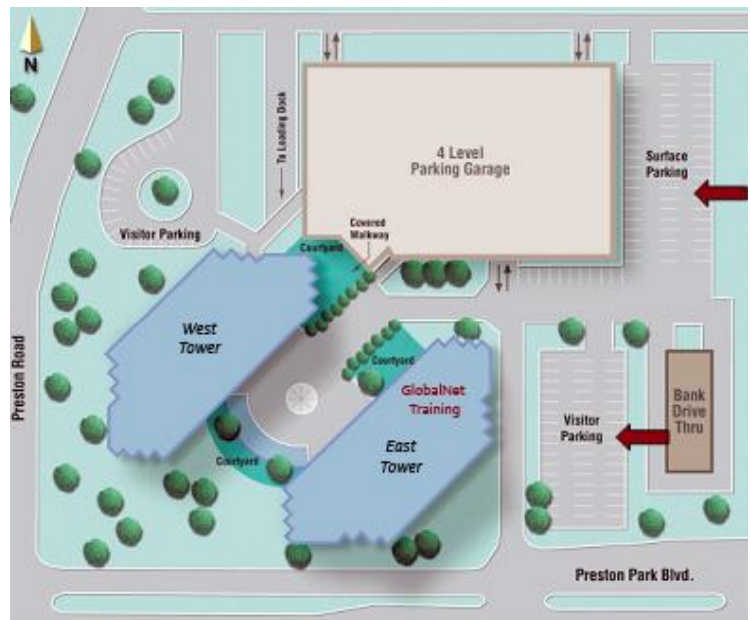 N
To Loading Dock
4 Level
Parking Garage
Surface
Parking
Covered
Walkway
Courtyard
Visitor Parking
West
Tower
Preston Road
Courtyard
GlobalNet
Training
East
Tower
Courtyard
Visitor
Parking
Bank
Drive
Thru
Preston Park Blvd.